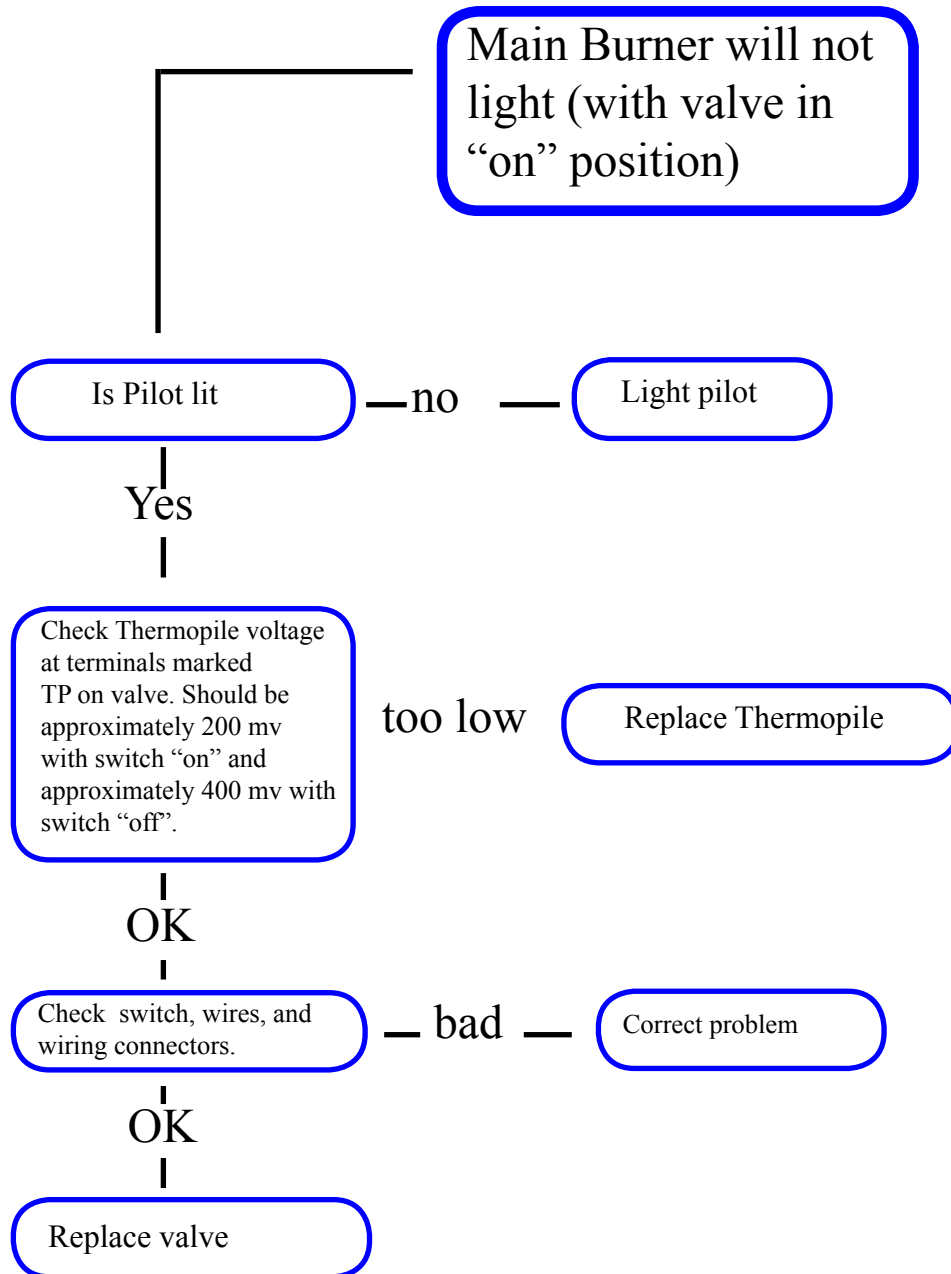 Main Burner will not
light (with valve in
“on” position)
Is Pilot lit
no
Light pilot
Yes
Check Thermopile voltage
at terminals marked
TP on valve. Should be
approximately 200 mv
with switch “on” and
approximately 400 mv with
switch “off”.
too low
Replace Thermopile
OK
Check  switch, wires, and
wiring connectors.
bad
Correct problem
OK
Replace valve